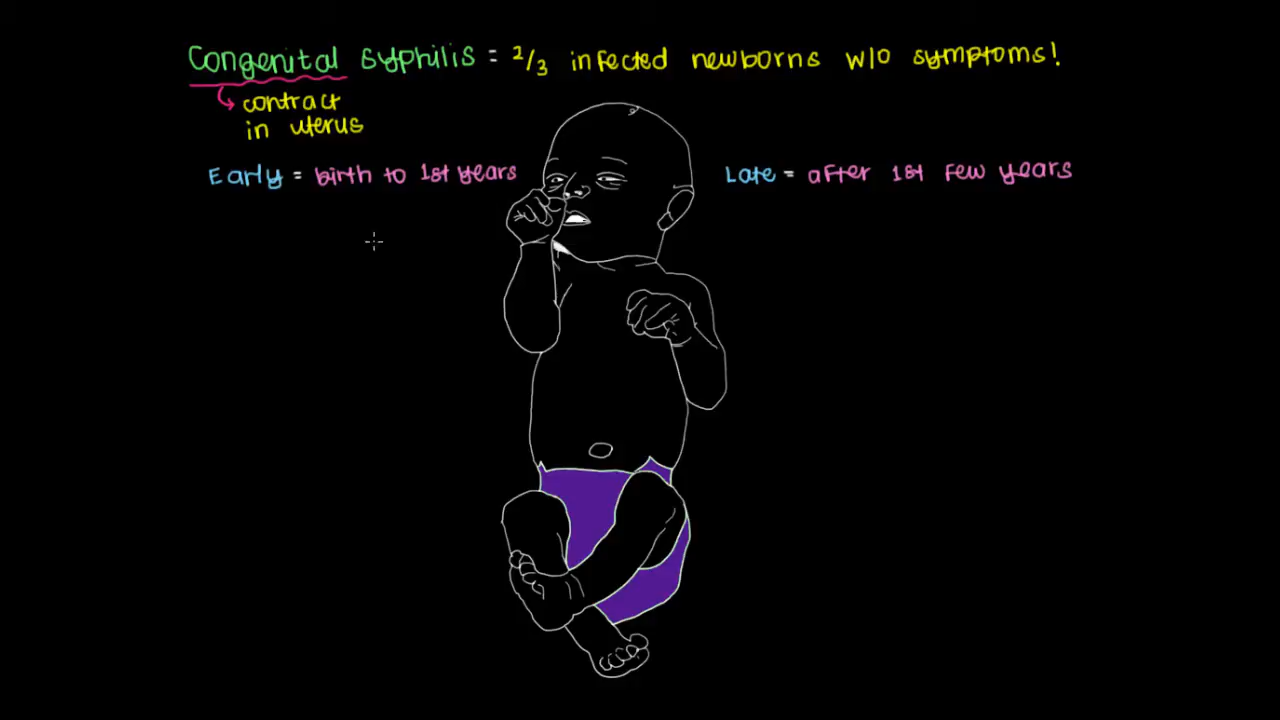 Congenital syphilis = 2/3 infected newborns w/o symptoms!
contract
in uterus
Early = birth to 1st years
Late = after 1st few years